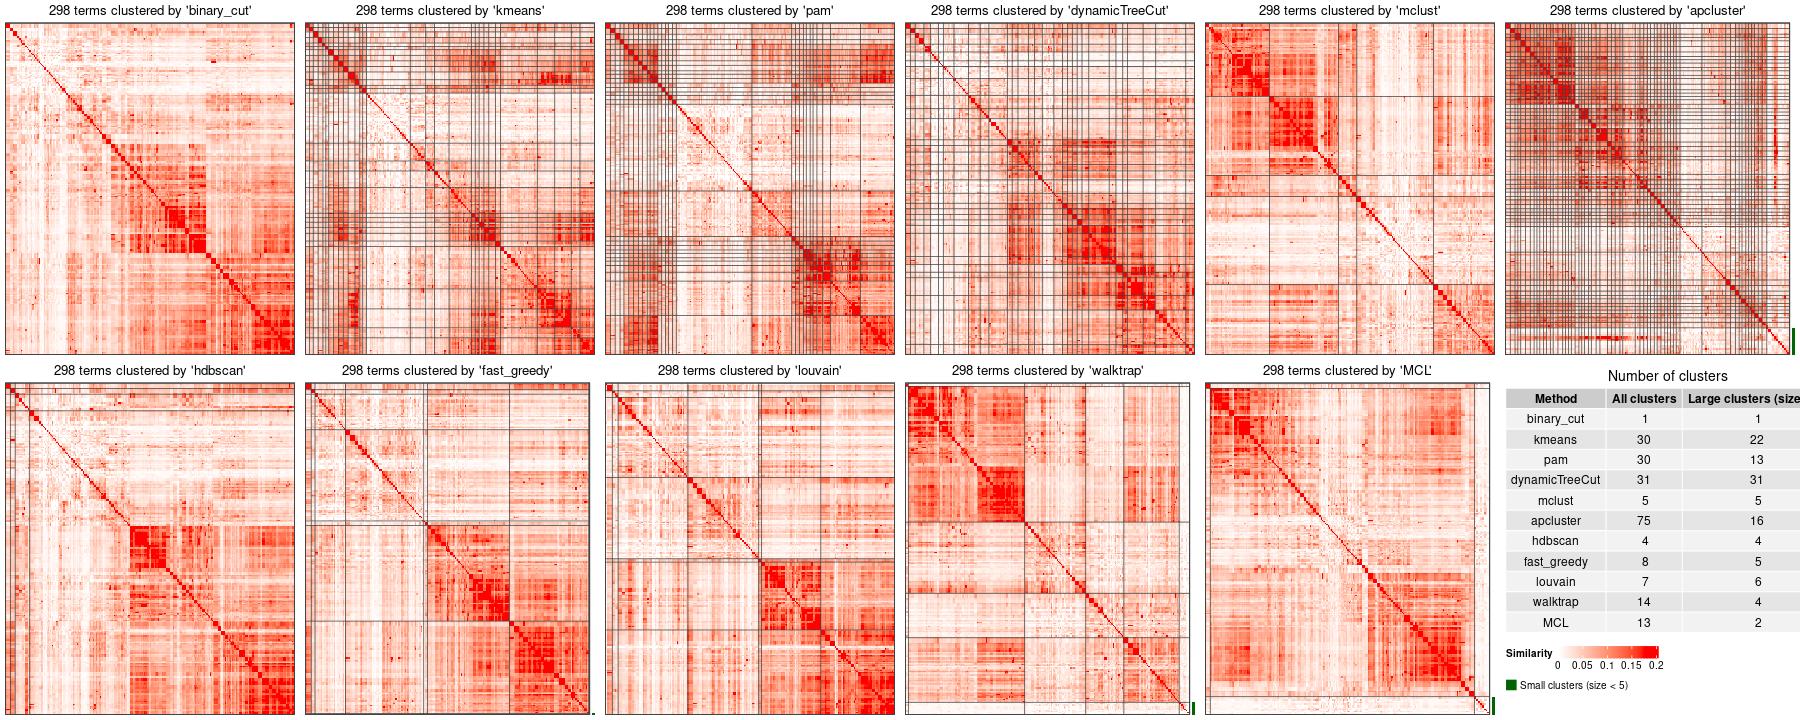 298 terms clustered by 'binary_cut'
298 terms clustered by 'kmeans'
298 terms clustered by 'pam'
298 terms clustered by 'dynamicTreeCut'
298 terms clustered by 'mclust'
298 terms clustered by 'apcluster'
298 terms clustered by 'hdbscan'
298 terms clustered by 'fast_greedy'
298 terms clustered by 'louvain'
298 terms clustered by 'walktrap'
298 terms clustered by 'MCL'
Number of clusters
Method All clusters Large clusters (size
binary_cut 1 1
kmeans 30 22
pam 30 13
dynamicTreeCut 31 31
mclust 5 5
apcluster 75 16
hdbscan 4 4
fast_greedy 8 5
louvain 7 6
walktrap 14 4
MCL 13 2
Similarity
0 0.05 0.1 0.15 0.2
Small clusters (size < 5)